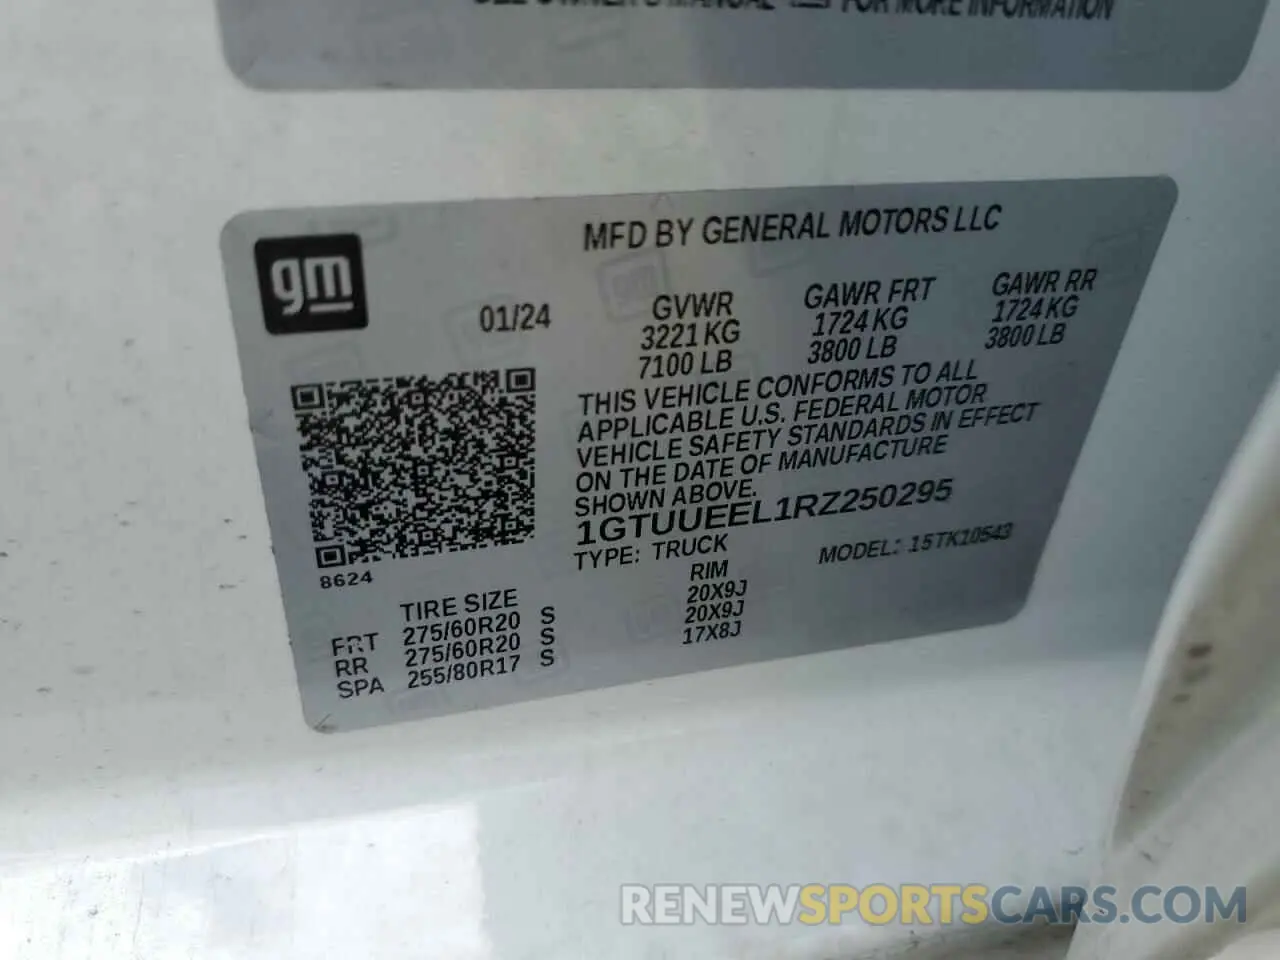 SEE OWNER'S MANUAL FOR MORE INFORMATION
gm
MFD BY GENERAL MOTORS LLC
01/24
GVWR
3221 KG
7100 LB
GAWR FRT
1724 KG
3800 LB
GAWR RR
1724 KG
3800 LB
THIS VEHICLE CONFORMS TO ALL
APPLICABLE U.S. FEDERAL MOTOR
VEHICLE SAFETY STANDARDS IN EFFECT
ON THE DATE OF MANUFACTURE
SHOWN ABOVE.
1GTUUEEL1RZ250295
TYPE: TRUCK
MODEL: 15TK10543
8624
TIRE SIZE
RIM
FRT 275/60R20 S 20X9J
RR 275/60R20 S 20X9J
SPA 255/80R17 S 17X8J
RENEWSPORTSCARS.COM